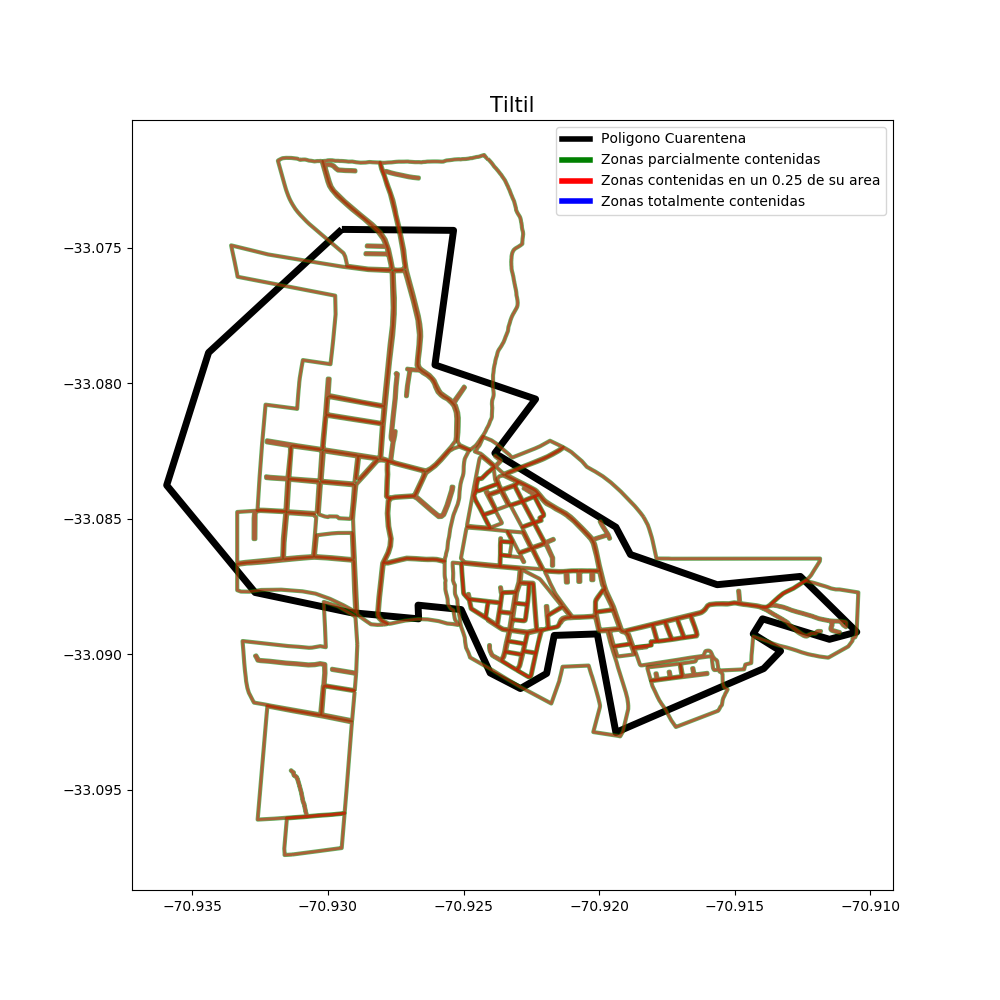 Tiltil
Poligono Cuarentena
Zonas parcialmente contenidas
Zonas contenidas en un 0.25 de su area
Zonas totalmente contenidas
−33.075
−33.080
−33.085
−33.090
−33.095
−70.935 −70.930 −70.925 −70.920 −70.915 −70.910